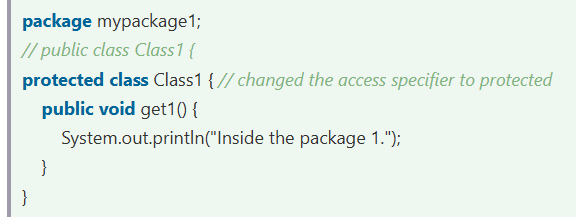 package mypackage1;
// public class Class1 {
protected class Class1 { // changed the access specifier to protected
public void get1() {
System.out.println("Inside the package 1.");
}
}